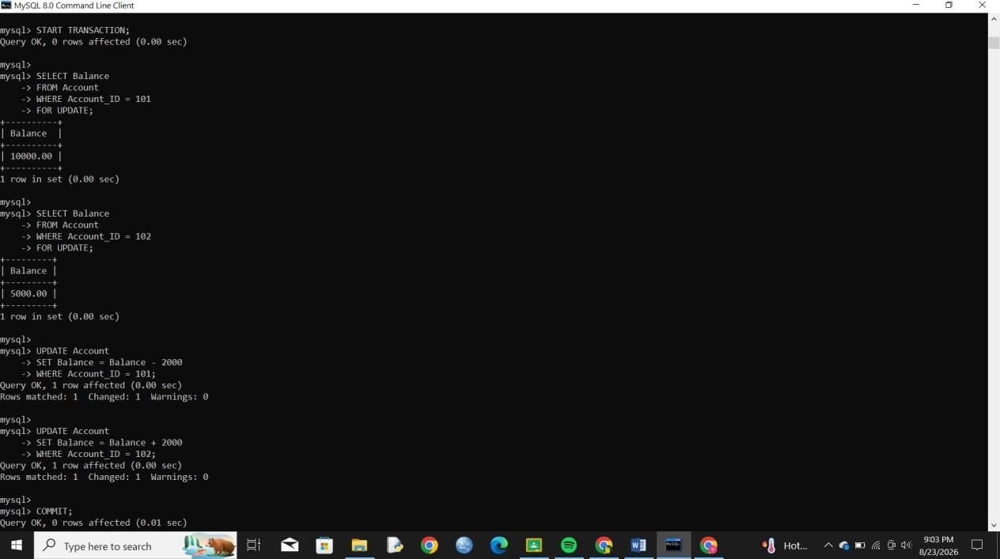 MySQL 8.0 Command Line Client
mysql> START TRANSACTION;
Query OK, 0 rows affected (0.00 sec)
mysql>
mysql> SELECT Balance
    -> FROM Account
    -> WHERE Account_ID = 101
    -> FOR UPDATE;
+----------+
| Balance  |
+----------+
| 10000.00 |
+----------+
1 row in set (0.00 sec)
mysql>
mysql> SELECT Balance
    -> FROM Account
    -> WHERE Account_ID = 102
    -> FOR UPDATE;
+---------+
| Balance |
+---------+
| 5000.00 |
+---------+
1 row in set (0.00 sec)
mysql>
mysql> UPDATE Account
    -> SET Balance = Balance - 2000
    -> WHERE Account_ID = 101;
Query OK, 1 row affected (0.00 sec)
Rows matched: 1  Changed: 1  Warnings: 0
mysql>
mysql> UPDATE Account
    -> SET Balance = Balance + 2000
    -> WHERE Account_ID = 102;
Query OK, 1 row affected (0.00 sec)
Rows matched: 1  Changed: 1  Warnings: 0
mysql>
mysql> COMMIT;
Query OK, 0 rows affected (0.01 sec)
Type here to search
Hot...
9:03 PM
8/23/2026